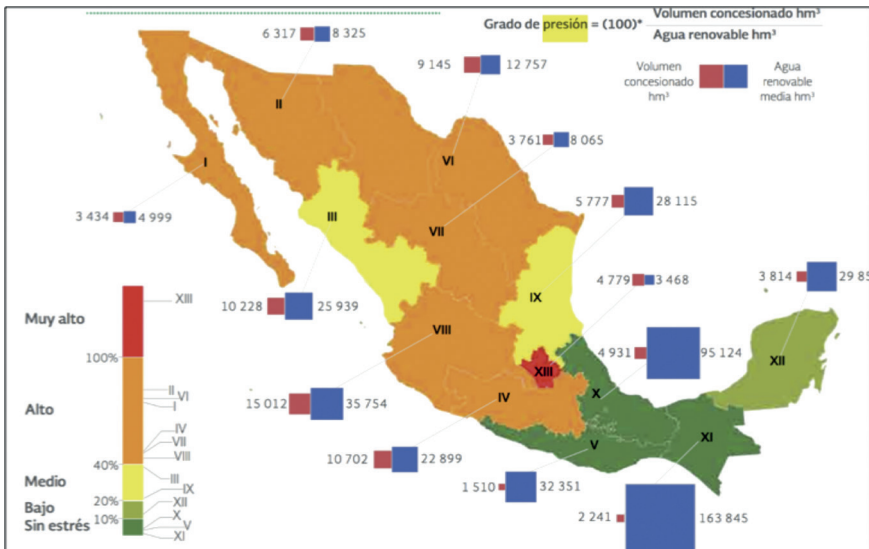 Grado de presión = (100)* Volumen concesionado hm³
Agua renovable hm³
Volumen
concesionado
hm³
Agua
renovable
media hm³
6 317 8 325
9 145 12 757
3 761 8 065
5 777 28 115
3 434 4 999
4 779 3 468
3 814 29 85
10 228 25 939
4 931 95 124
15 012 35 754
10 702 22 899
1 510 32 351
2 241 163 845
II
VI
I
III
VII
IX
VIII
XIII
XII
IV
X
V
XI
Muy alto
XIII
100%
Alto
II
VI
I
IV
VII
VIII
40%
Medio
III
IX
20%
Bajo
XII
10%
X
Sin estrés
V
XI